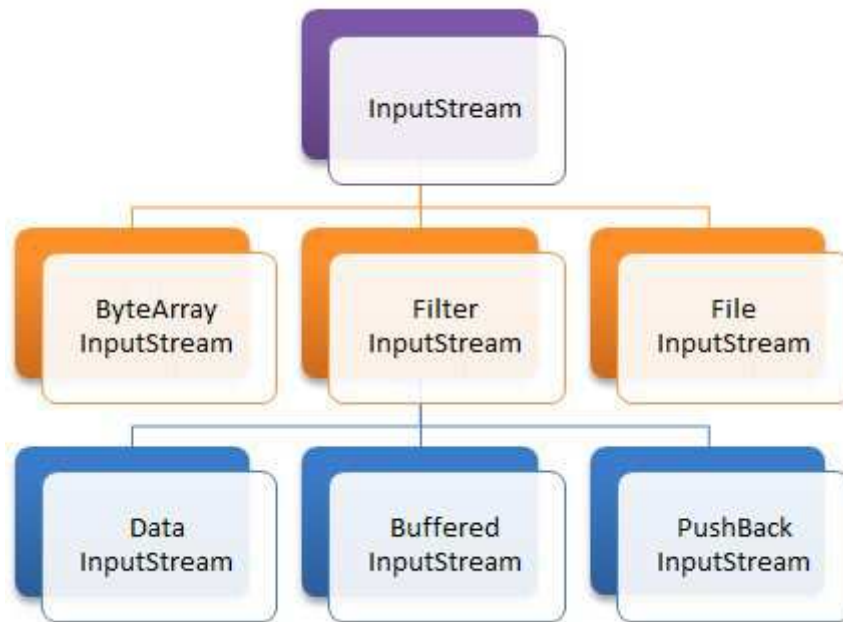 InputStream
ByteArray
InputStream
Filter
InputStream
File
InputStream
Data
InputStream
Buffered
InputStream
PushBack
InputStream